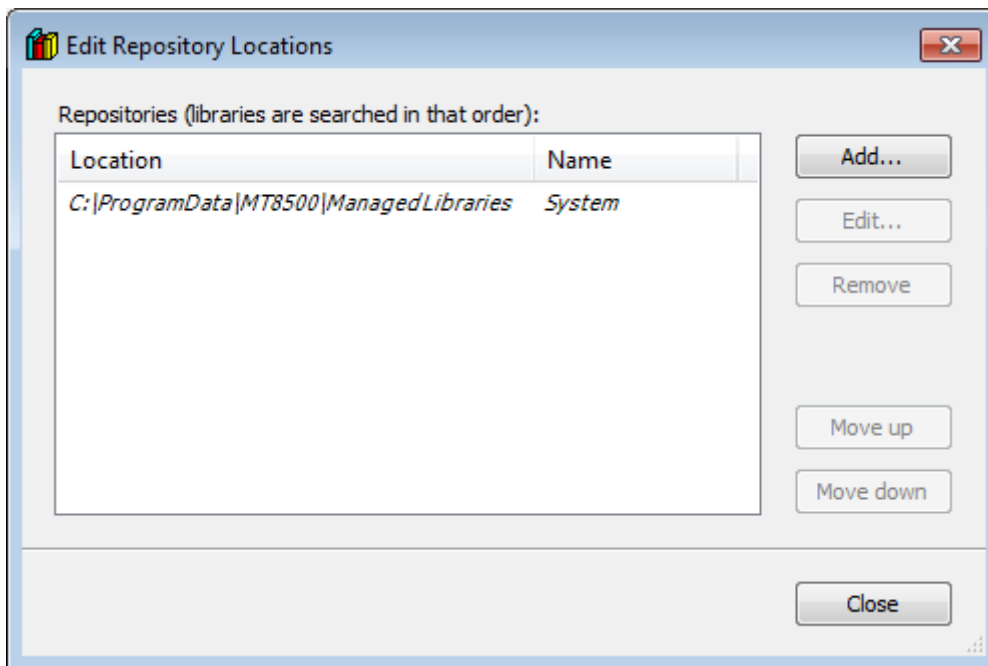 Edit Repository Locations
Repositories (libraries are searched in that order):
Location Name
C:\ProgramData\MT8500\ManagedLibraries System
Add...
Edit...
Remove
Move up
Move down
Close